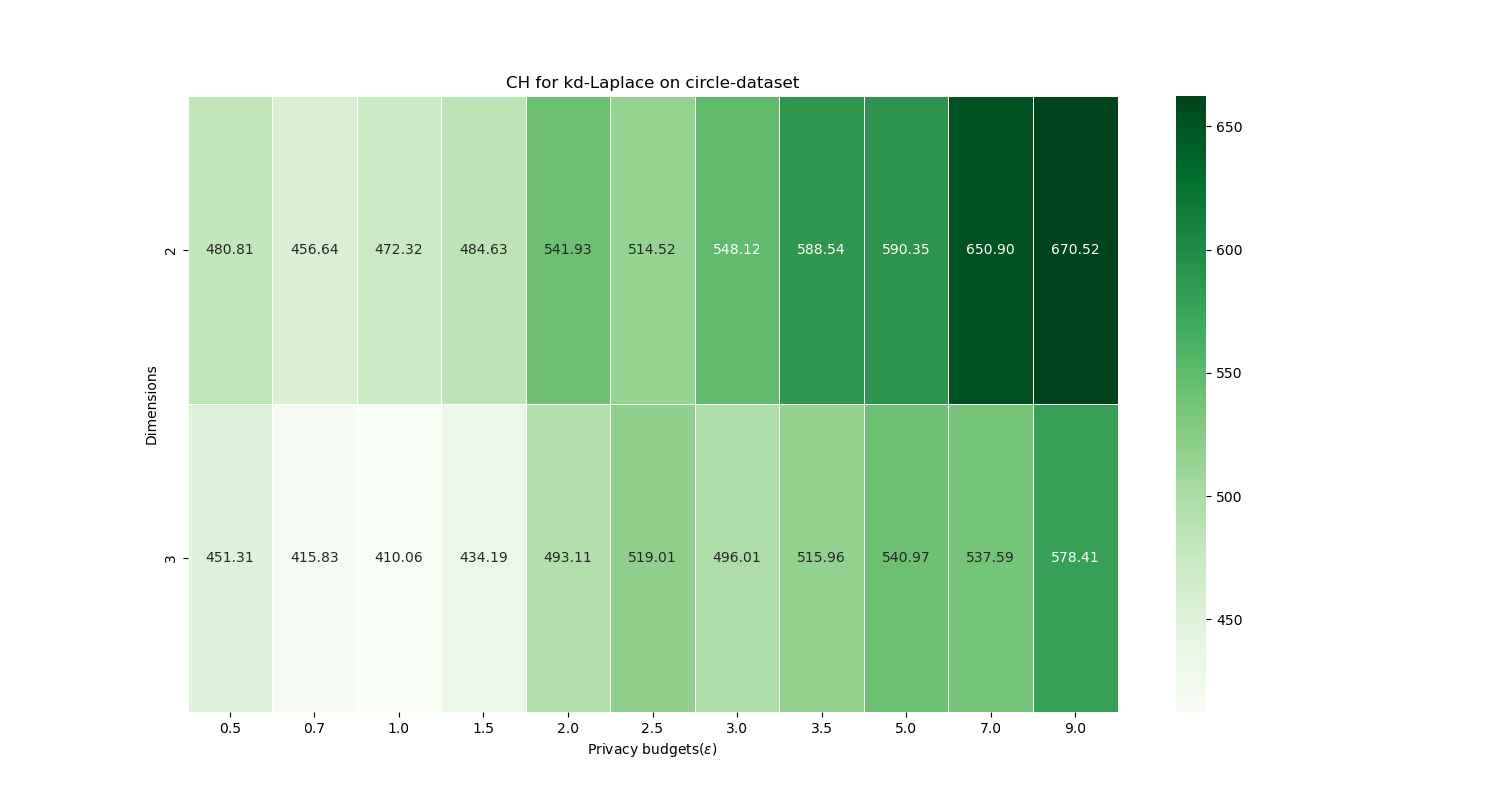 CH for kd-Laplace on circle-dataset
650
600
550
500
450
2
480.81 456.64 472.32 484.63 541.93 514.52 548.12 588.54 590.35 650.90 670.52
Dimensions
3
451.31 415.83 410.06 434.19 493.11 519.01 496.01 515.96 540.97 537.59 578.41
0.5 0.7 1.0 1.5 2.0 2.5 3.0 3.5 5.0 7.0 9.0
Privacy budgets(ε)